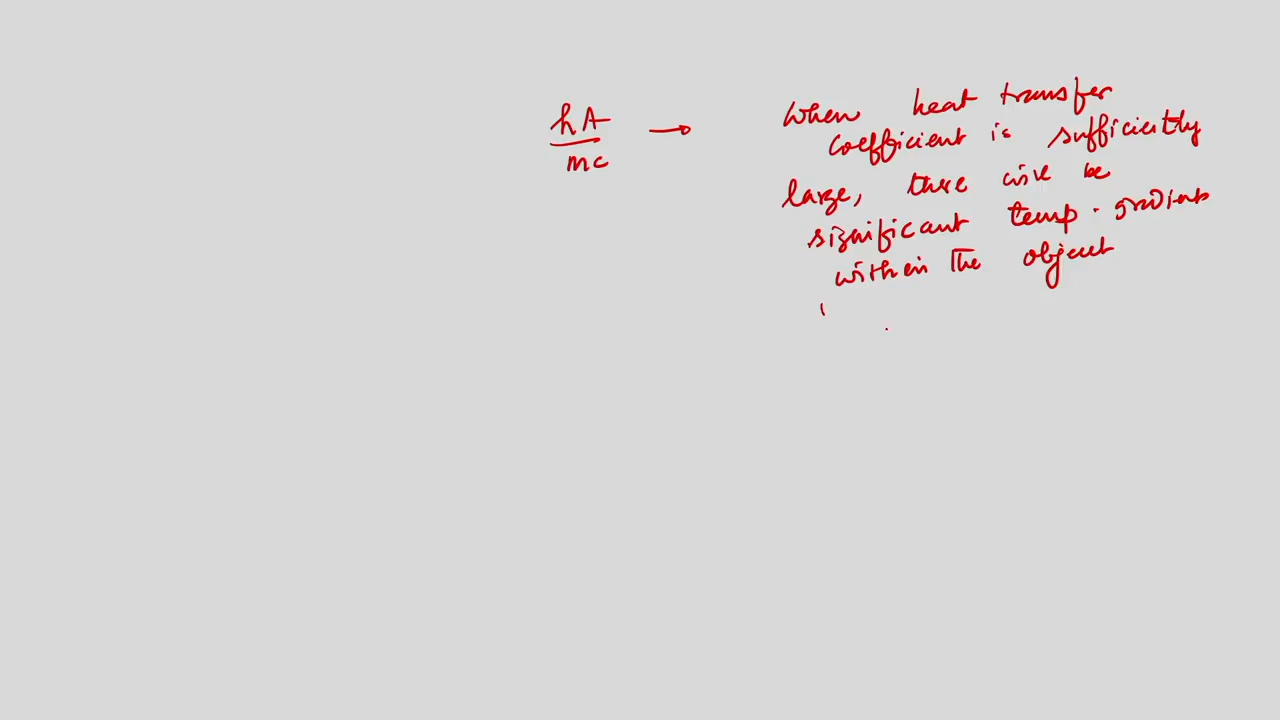 hA
mc →
When heat transfer
coefficient is sufficiently
large, there will be
significant temp. gradients
within the object